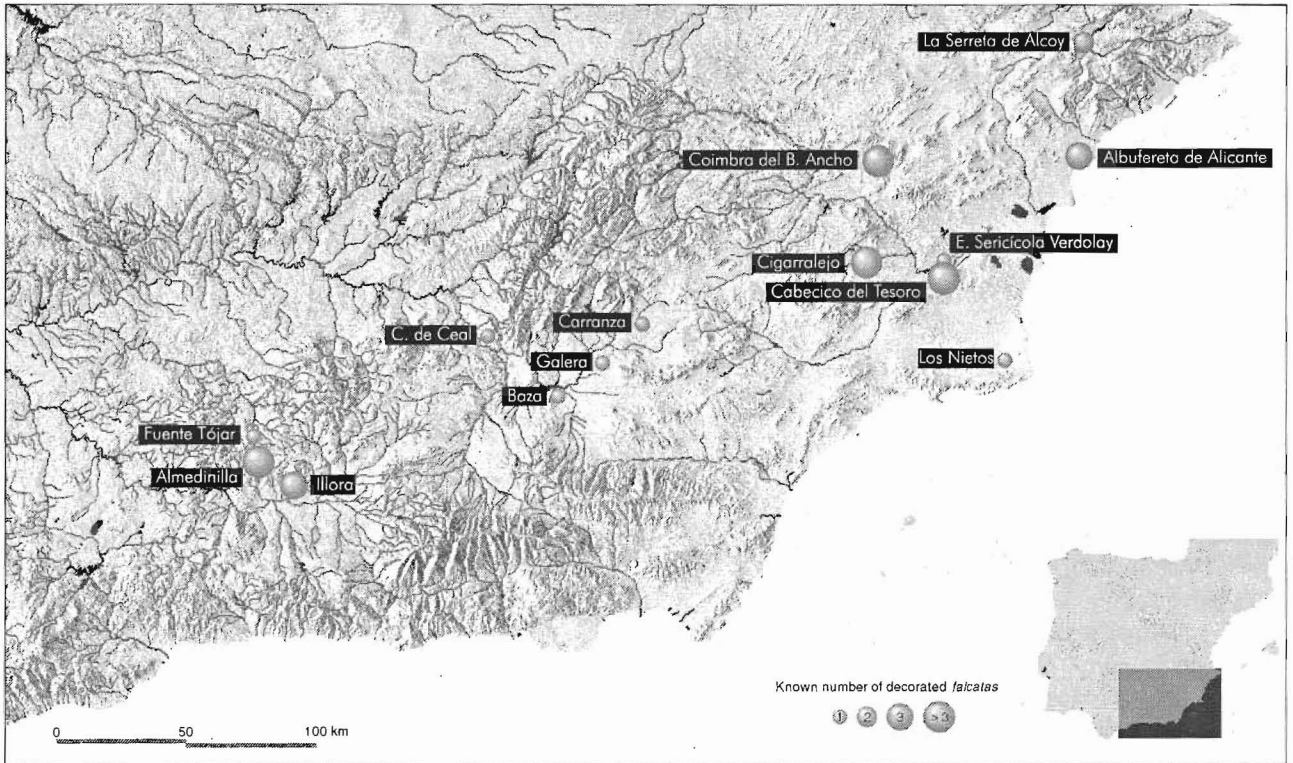 La Serreta de Alcoy
Coimbra del B. Ancho
Albufereta de Alicante
E. Sericícola Verdolay
Cigarralejo
Cabecico del Tesoro
Carranza
C. de Ceal
Galera
Los Nietos
Baza
Fuente Tójar
Almedinilla
Illora
Known number of decorated falcatas
1 2 3 >3
0 50 100 km